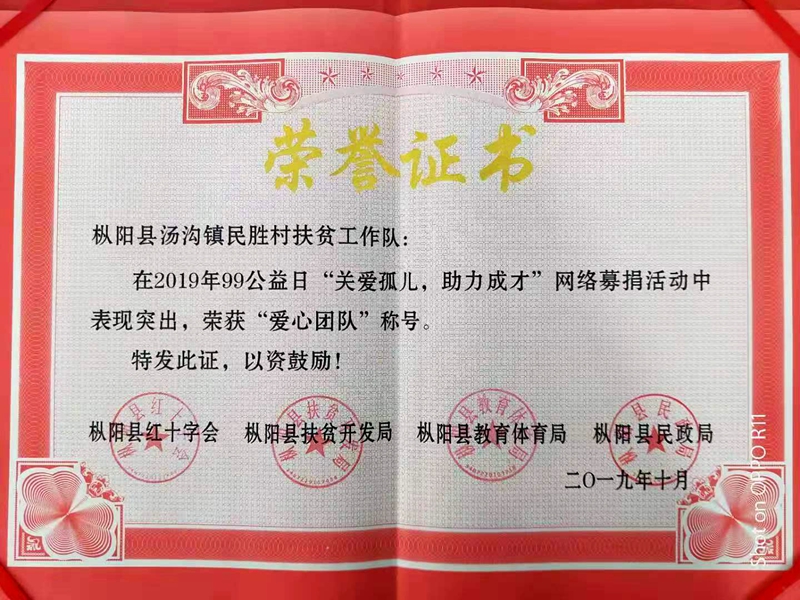 荣誉证书
枞阳县汤沟镇民胜村扶贫工作队：
在2019年99公益日“关爱孤儿，助力成才”网络募捐活动中
表现突出，荣获“爱心团队”称号。
特发此证，以资鼓励！
枞阳县红十字会 枞阳县扶贫开发局 枞阳县教育体育局 枞阳县民政局
二〇一九年十月
Shot on OPPO R11